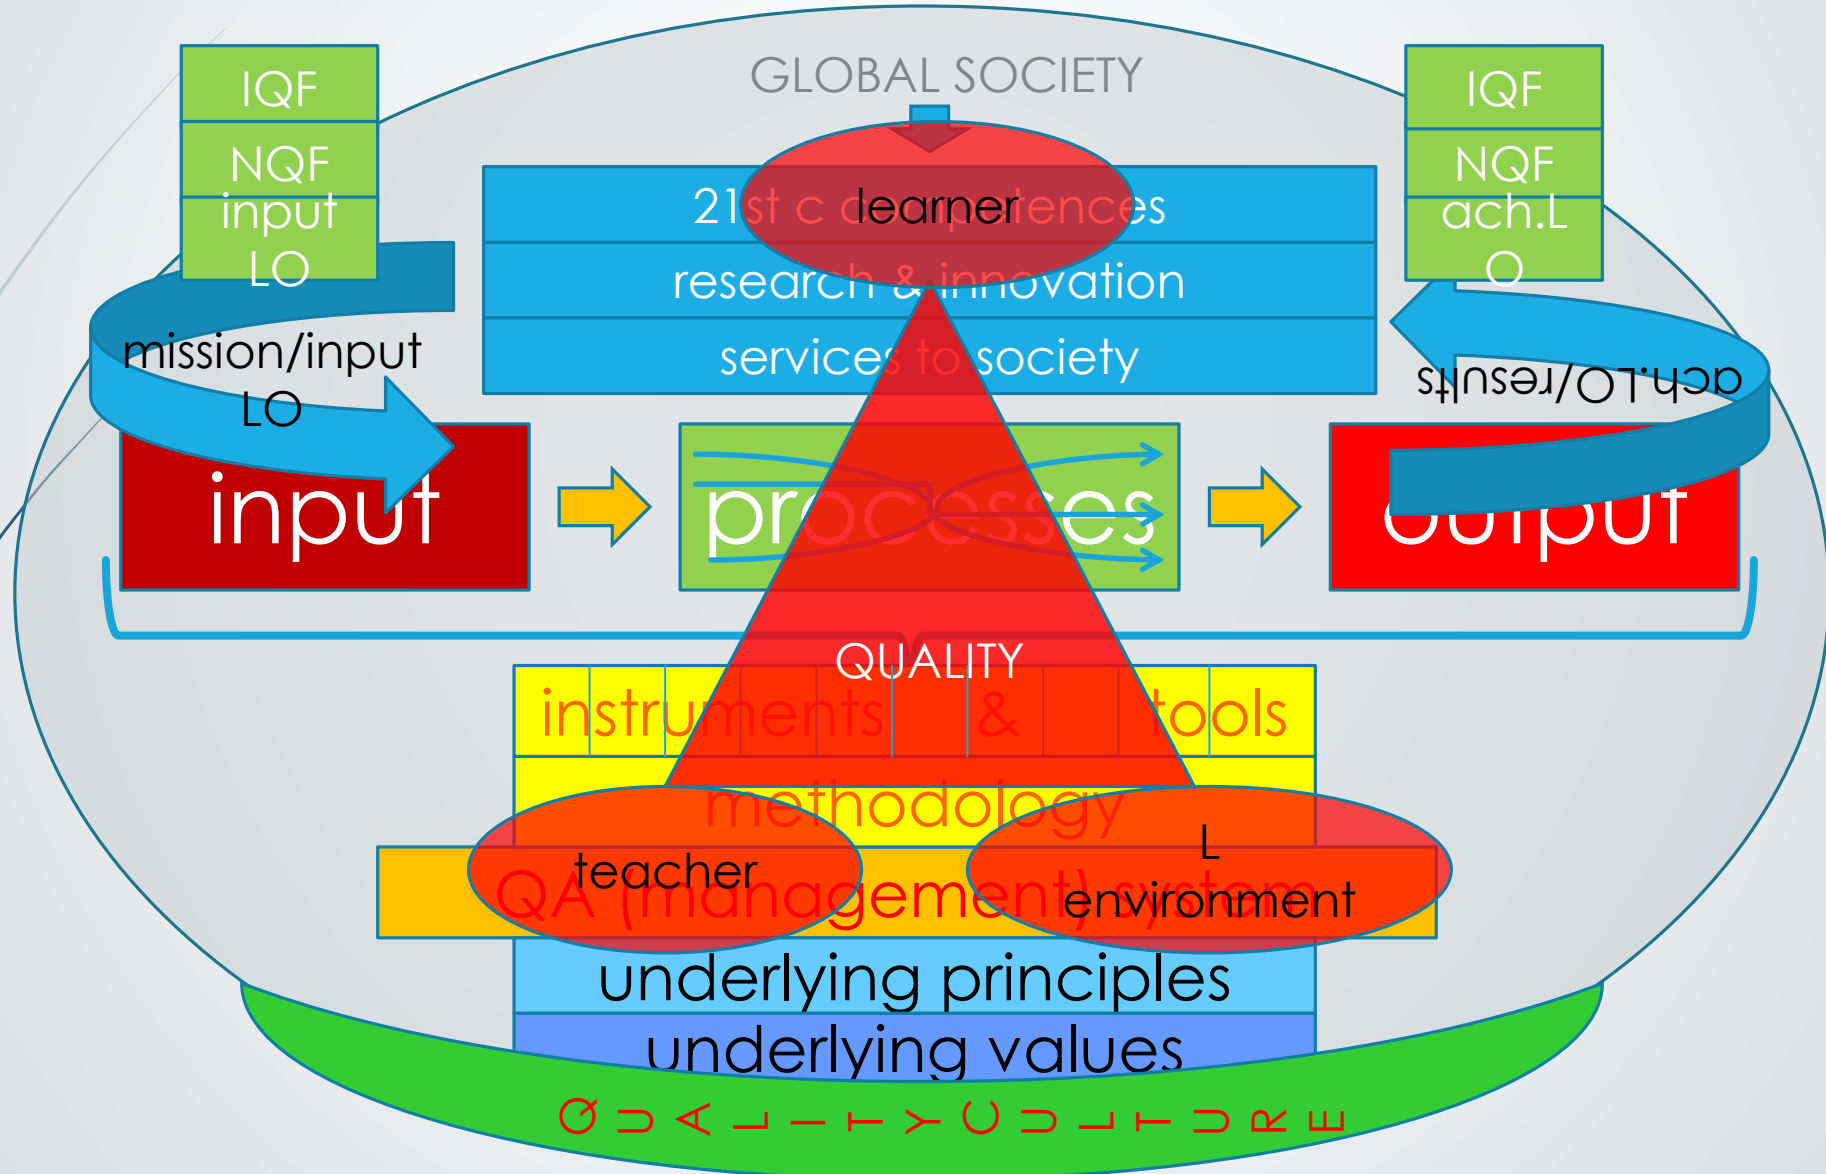 GLOBAL SOCIETY
IQF
NQF
input
LO
IQF
NQF
ach.L
O
21st c competences
learner
research & innovation
services to society
mission/input
LO
ach.LO/results
input
processes
output
QUALITY
instruments & tools
methodology
teacher
L
environment
QA (management) system
underlying principles
underlying values
QUALITYCULTURE